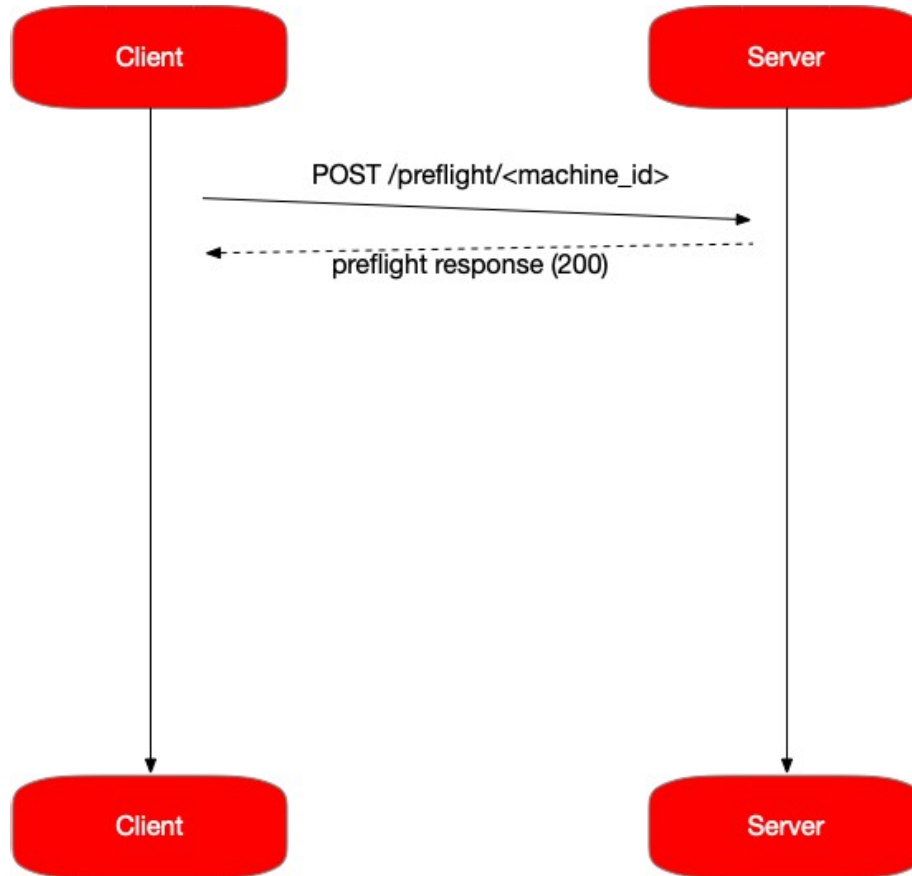 Client
Server
POST /preflight/<machine_id>
preflight response (200)
Client
Server